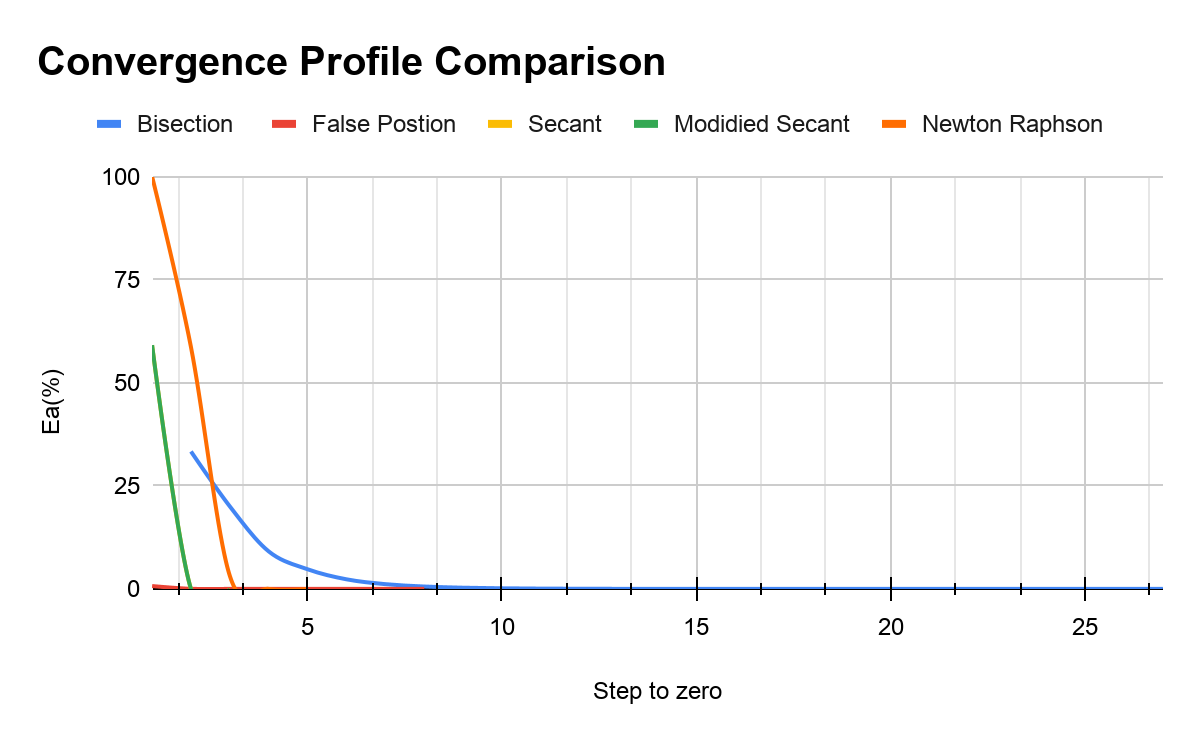 Convergence Profile Comparison
Bisection False Postion Secant Modidied Secant Newton Raphson
100
75
50
25
0
Ea(%)
5 10 15 20 25
Step to zero